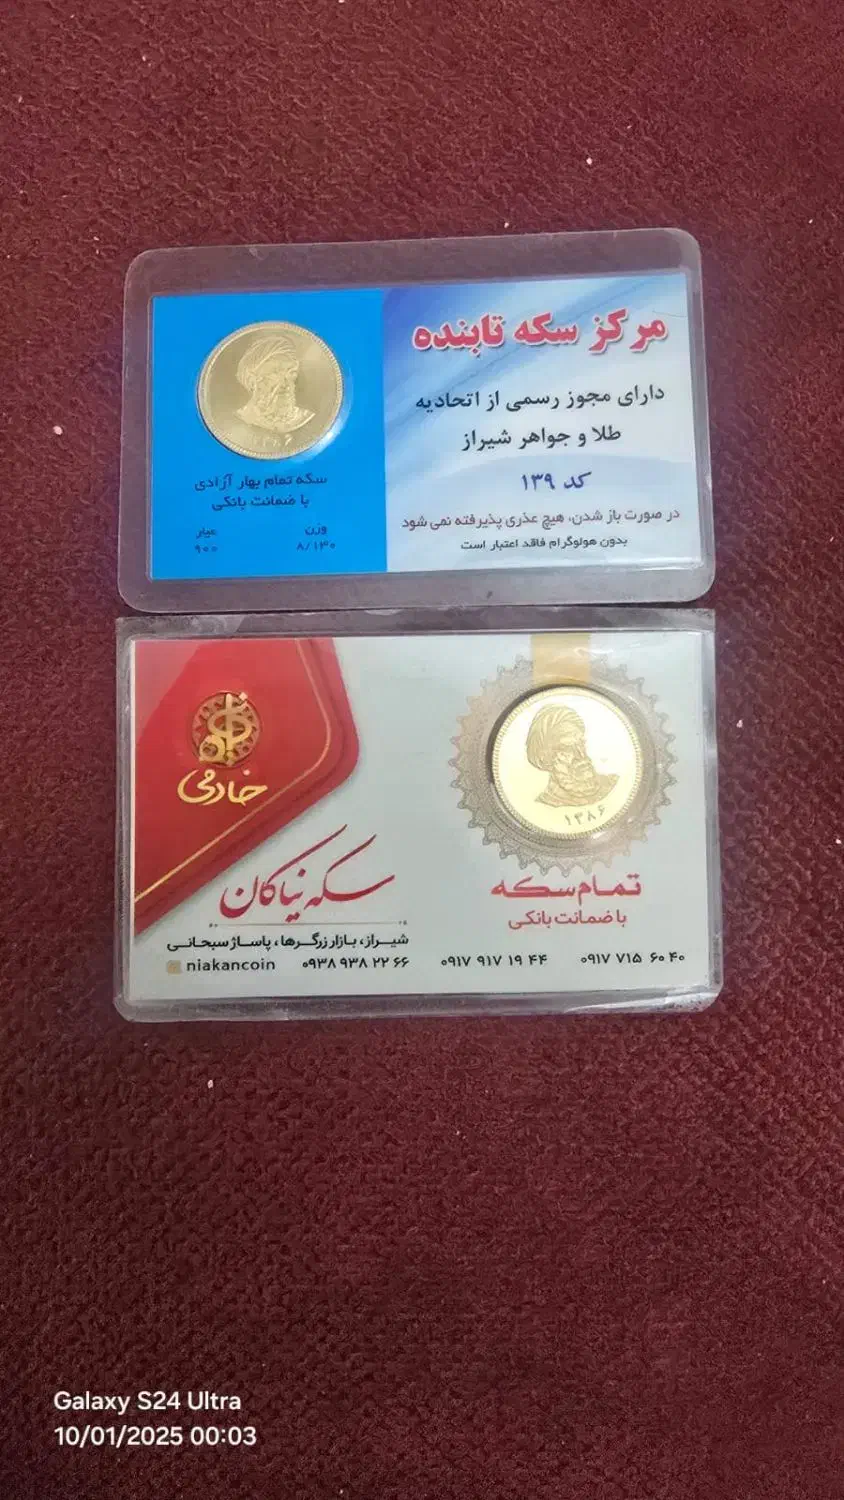 مرکز سکه تابنده
دارای مجوز رسمی از اتحادیه
طلا و جواهر شیراز
کد ۱۳۹
در صورت باز شدن، هیچ عذری پذیرفته نمی شود
بدون هولوگرام فاقد اعتبار است
۱۳۸۶
سکه تمام بهار آزادی
با ضمانت بانکی
وزن عیار
۸/۱۳۰ ۹۰۰
خادمی
۱۳۸۶
تمام سکه
با ضمانت بانکی
سکه نیاکان
شیراز، بازار زرگرها، پاساژ سبحانی
niakancoin ۰۹۳۸ ۹۳۸ ۲۲ ۶۶ ۰۹۱۷ ۹۱۷ ۱۹ ۴۴ ۰۹۱۷ ۷۱۵ ۶۰ ۴۰
Galaxy S24 Ultra
10/01/2025 00:03